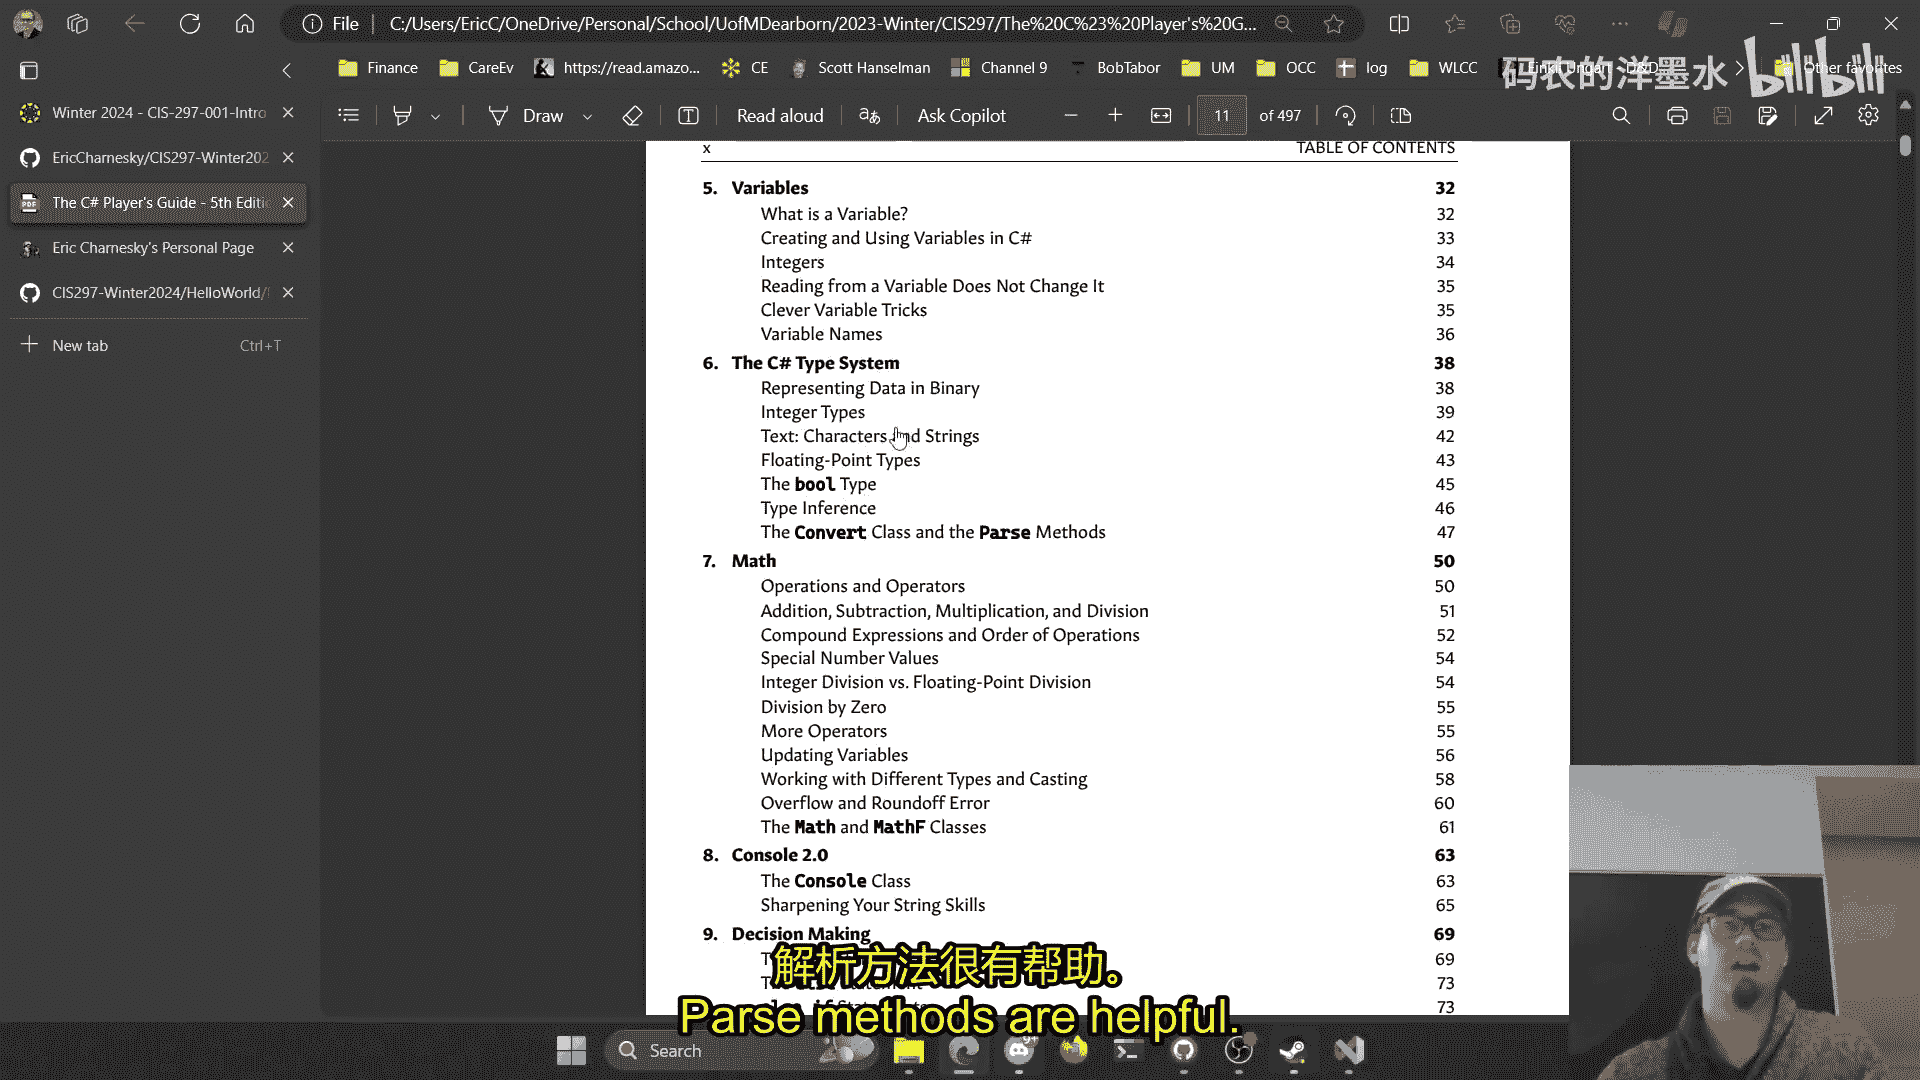 File
C:/Users/EricC/OneDrive/Personal/School/UofMDearborn/2023-Winter/CIS297/The%20C%23%20Player's%20G...
Finance
CareEv
https://read.amazo...
CE
Scott Hanselman
Channel 9
BobTabor
UM
OCC
log
WLCC
Other favorites
码农的洋墨水
bilibili
Winter 2024 - CIS-297-001-Intro
EricCharnesky/CIS297-Winter202
The C# Player's Guide - 5th Editi
Eric Charnesky's Personal Page
CIS297-Winter2024/HelloWorld/
New tab
Ctrl+T
Draw
Read aloud
Ask Copilot
11
of 497
x TABLE OF CONTENTS
5. Variables 32
What is a Variable? 32
Creating and Using Variables in C# 33
Integers 34
Reading from a Variable Does Not Change It 35
Clever Variable Tricks 35
Variable Names 36
6. The C# Type System 38
Representing Data in Binary 38
Integer Types 39
Text: Characters and Strings 42
Floating-Point Types 43
The bool Type 45
Type Inference 46
The Convert Class and the Parse Methods 47
7. Math 50
Operations and Operators 50
Addition, Subtraction, Multiplication, and Division 51
Compound Expressions and Order of Operations 52
Special Number Values 54
Integer Division vs. Floating-Point Division 54
Division by Zero 55
More Operators 55
Updating Variables 56
Working with Different Types and Casting 58
Overflow and Roundoff Error 60
The Math and MathF Classes 61
8. Console 2.0 63
The Console Class 63
Sharpening Your String Skills 65
9. Decision Making 69
69
73
73
解析方法很有帮助。
Parse methods are helpful.
Search